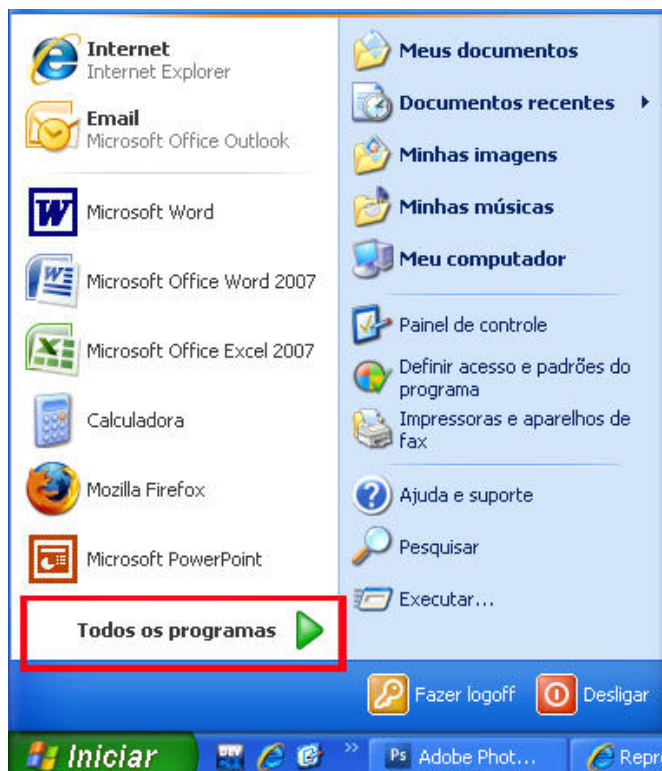 Internet
Internet Explorer
Email
Microsoft Office Outlook
Microsoft Word
Microsoft Office Word 2007
Microsoft Office Excel 2007
Calculadora
Mozilla Firefox
Microsoft PowerPoint
Todos os programas
Meus documentos
Documentos recentes
Minhas imagens
Minhas músicas
Meu computador
Painel de controle
Definir acesso e padrões do
programa
Impressoras e aparelhos de
fax
Ajuda e suporte
Pesquisar
Executar...
Fazer logoff
Desligar
Iniciar
Ps Adobe Phot...
Repr